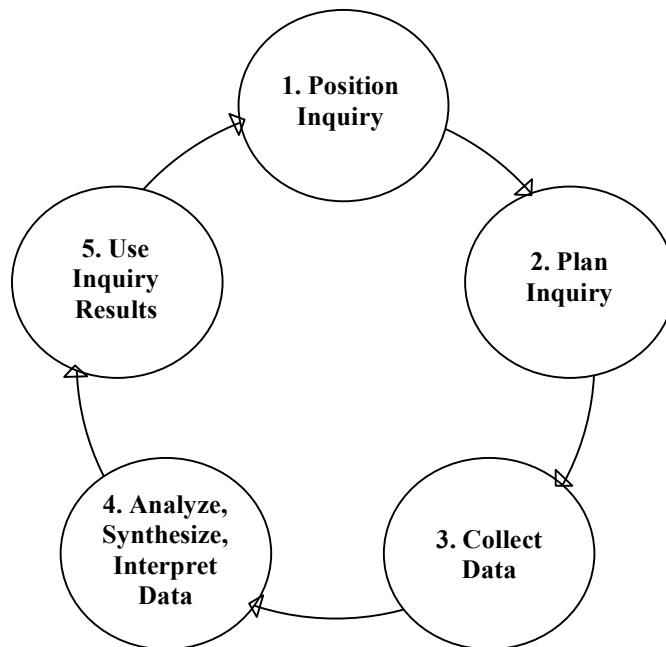 1. Position
Inquiry
2. Plan
Inquiry
3. Collect
Data
4. Analyze,
Synthesize,
Interpret
Data
5. Use
Inquiry
Results